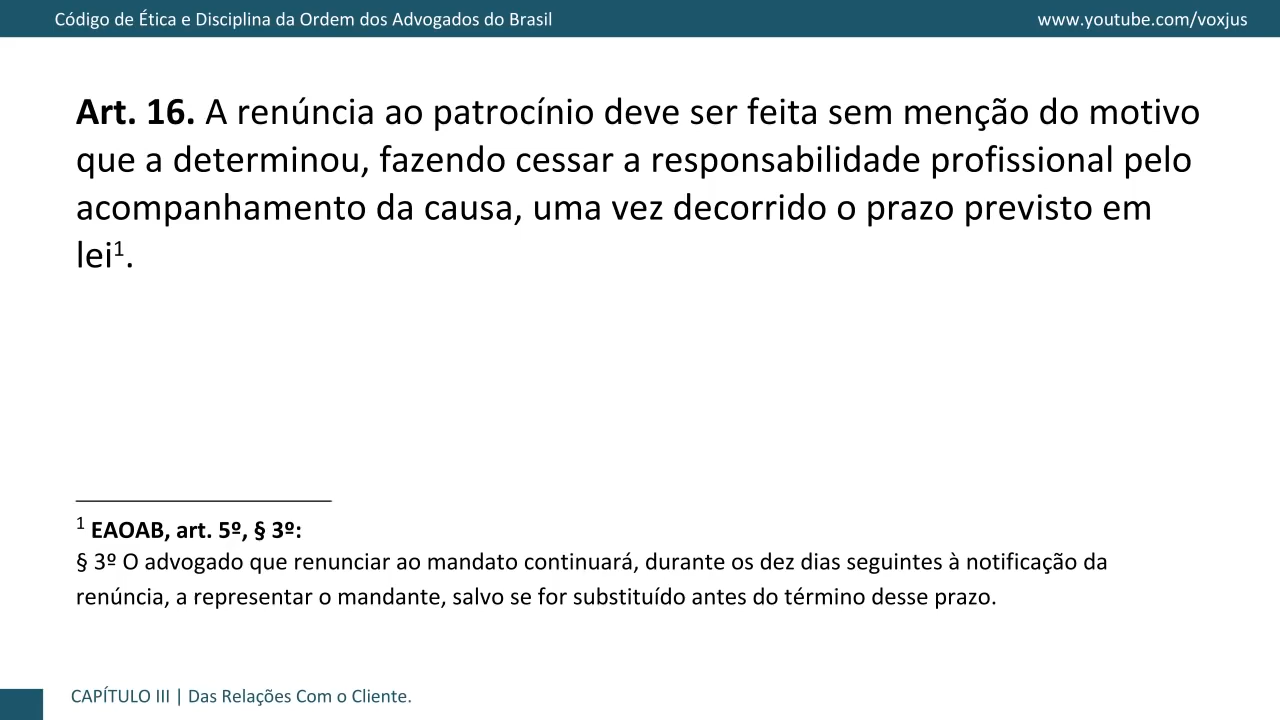 Código de Ética e Disciplina da Ordem dos Advogados do Brasil
www.youtube.com/voxjus
Art. 16. A renúncia ao patrocínio deve ser feita sem menção do motivo
que a determinou, fazendo cessar a responsabilidade profissional pelo
acompanhamento da causa, uma vez decorrido o prazo previsto em
lei¹.
¹ EAOAB, art. 5º, § 3º:
§ 3º O advogado que renunciar ao mandato continuará, durante os dez dias seguintes à notificação da
renúncia, a representar o mandante, salvo se for substituído antes do término desse prazo.
CAPÍTULO III | Das Relações Com o Cliente.